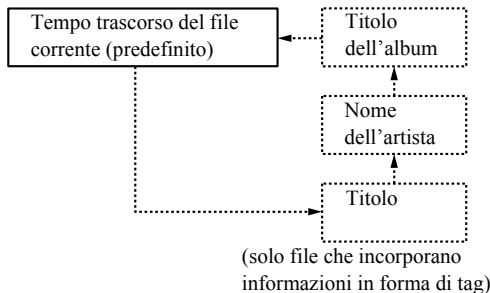 Tempo trascorso del file
corrente (predefinito)
Titolo
dell'album
Nome
dell'artista
Titolo
(solo file che incorporano
informazioni in forma di tag)